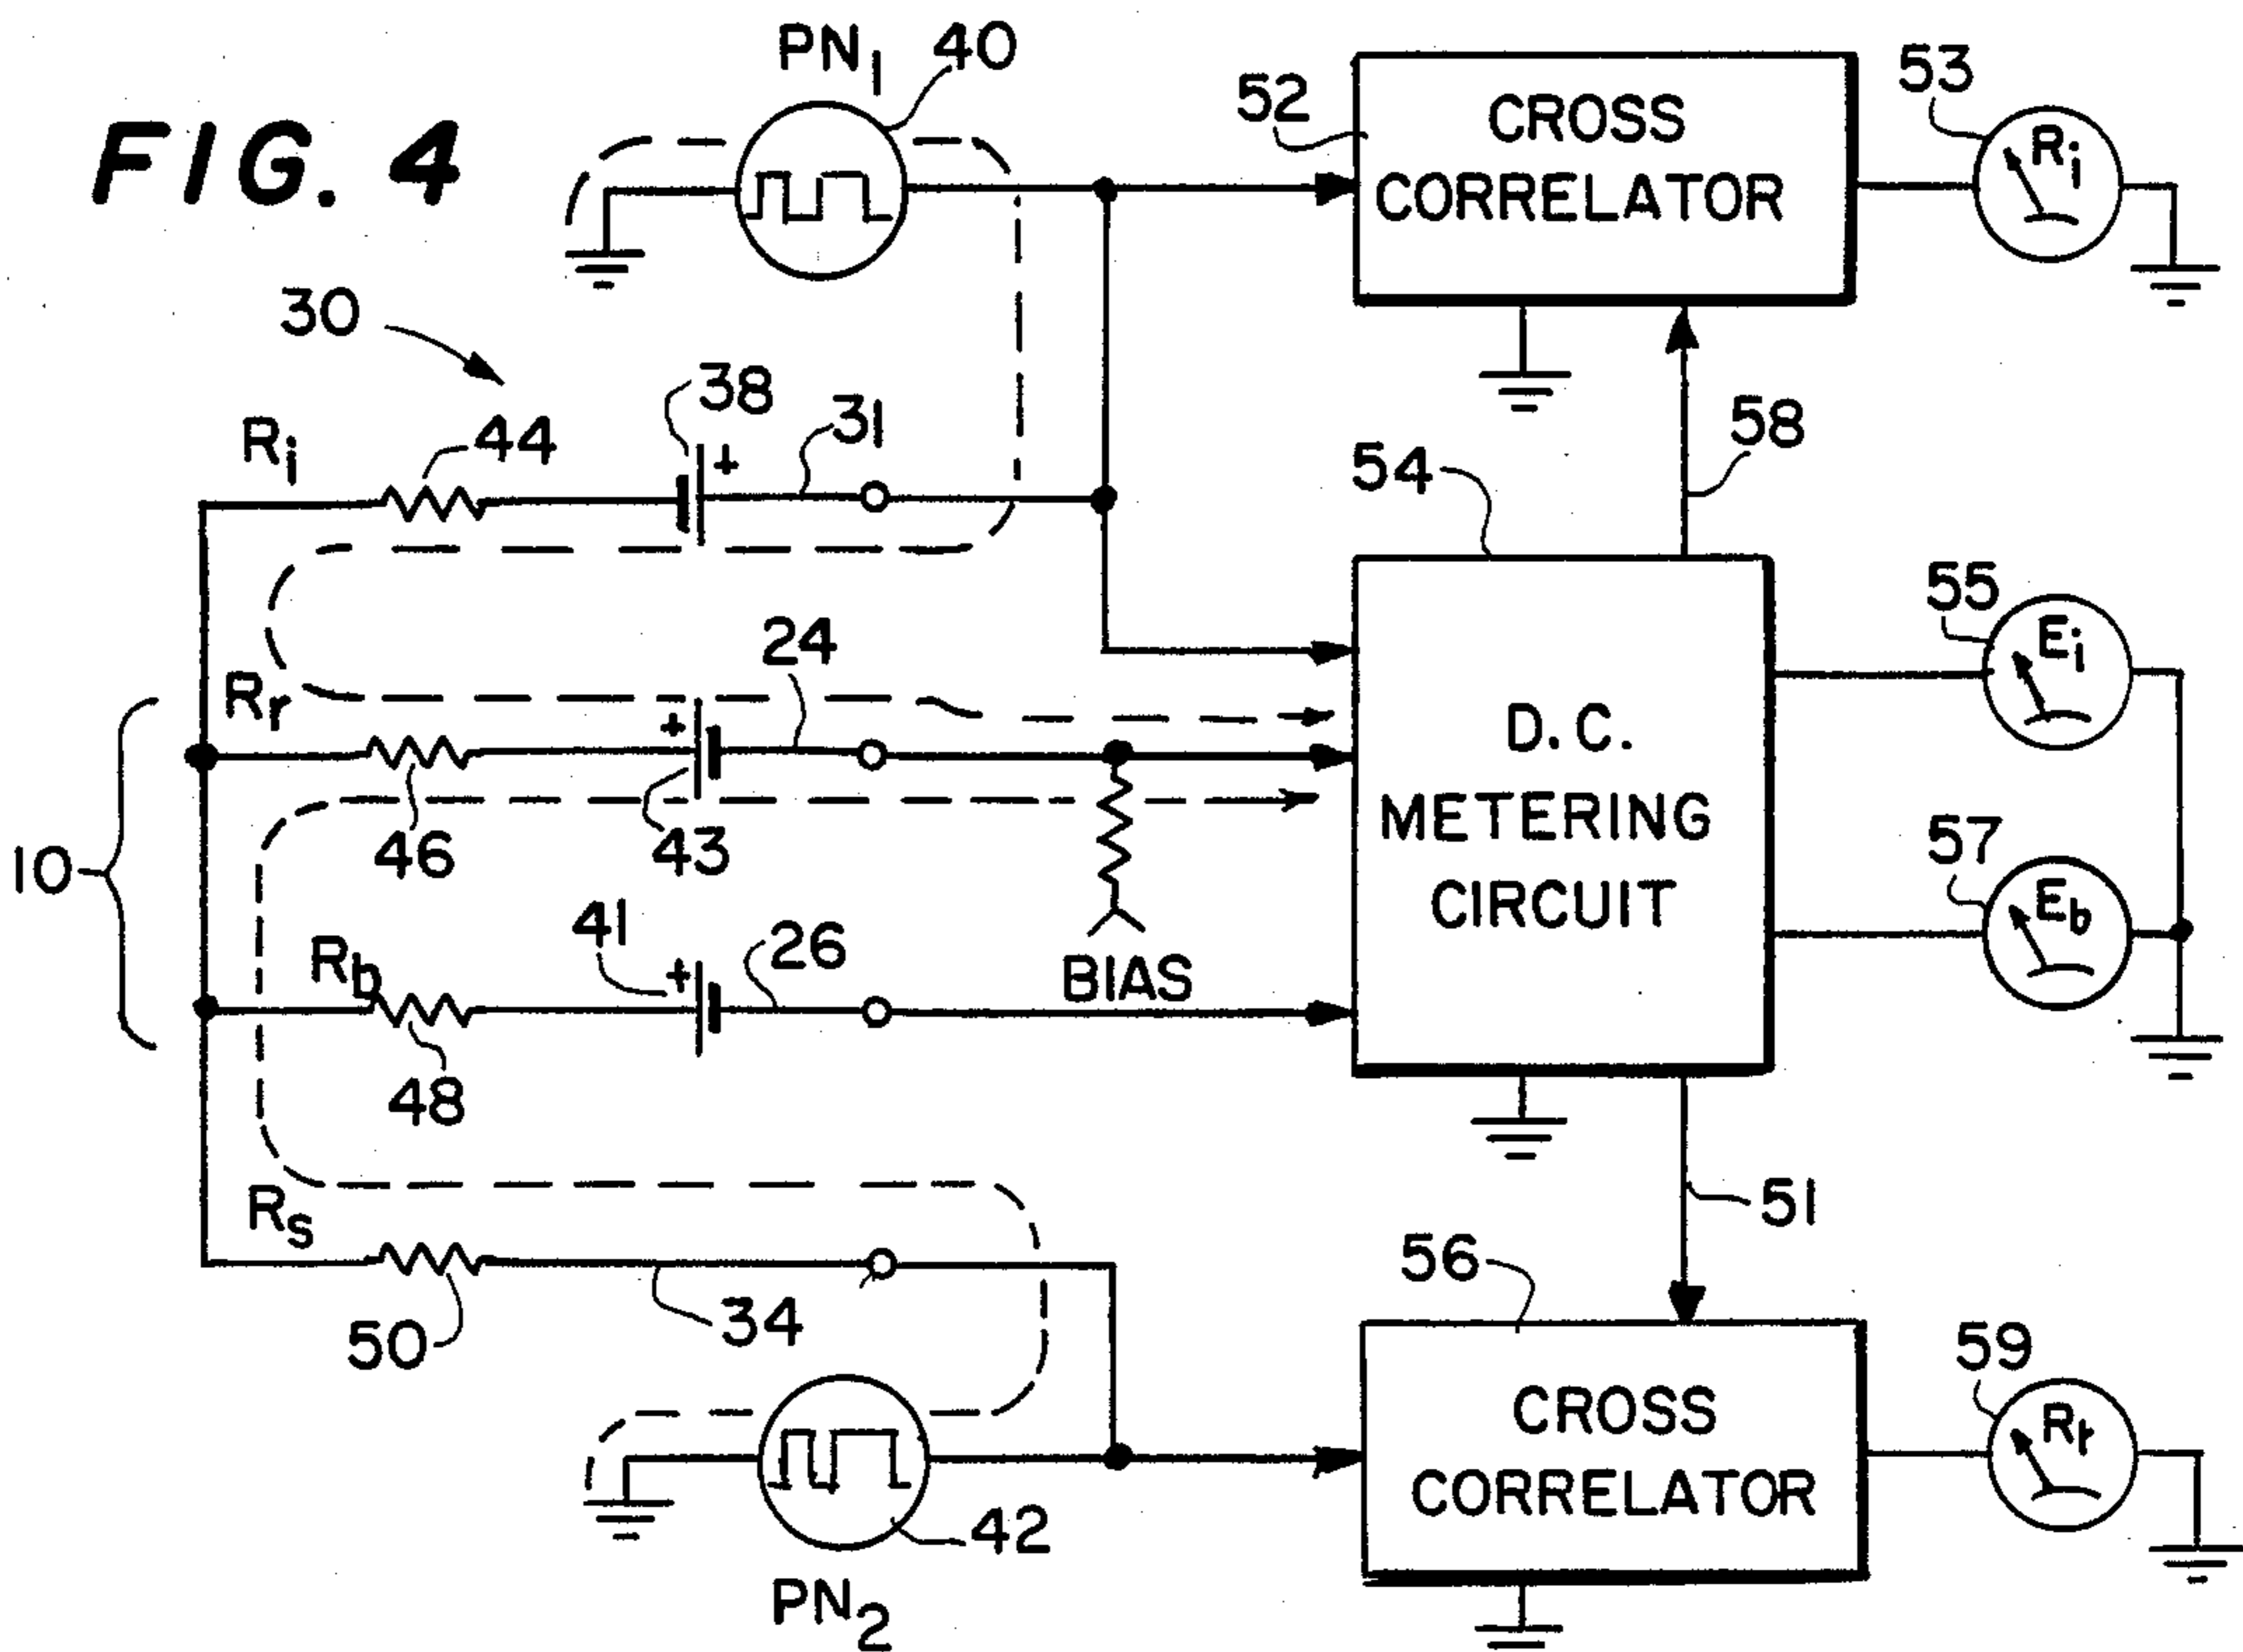 FIG. 4
PN1
40
52
CROSS
CORRELATOR
53
Ri
30
38
+
31
Ri
44
58
54
55
Ei
24
Rr
+
D.C.
METERING
CIRCUIT
46
43
10
57
Eb
41
+
26
Rb
BIAS
48
51
Rs
56
50
34
59
CROSS
CORRELATOR
Rr
42
PN2